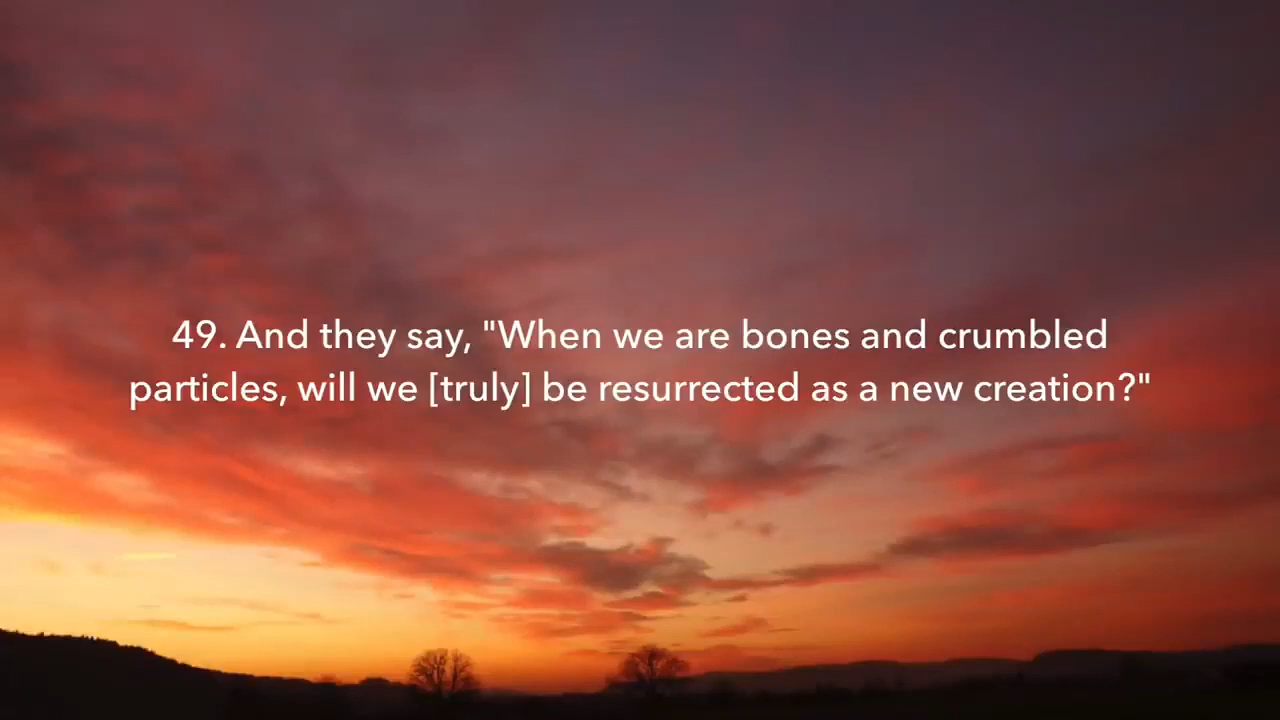 49. And they say, "When we are bones and crumbled
particles, will we [truly] be resurrected as a new creation?"